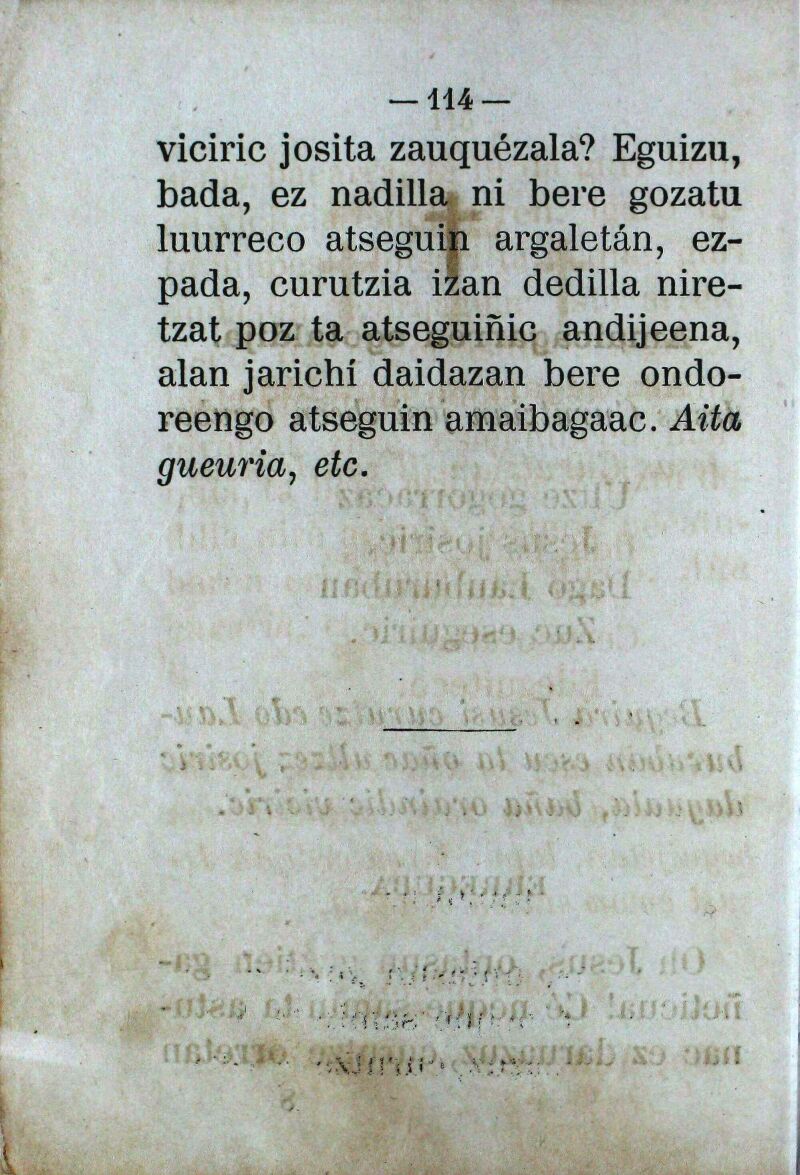 — 114 —
viciric josita zauquézala? Eguizu,
bada, ez nadilla ni bere gozatu
luurreco atseguin argaletán, ez-
pada, curutzia izan dedilla nire-
tzat poz ta atseguiñic andijeena,
alan jarichí daidazan bere ondo-
reengo atseguin amaibagaac. Aita
gueuria, etc.